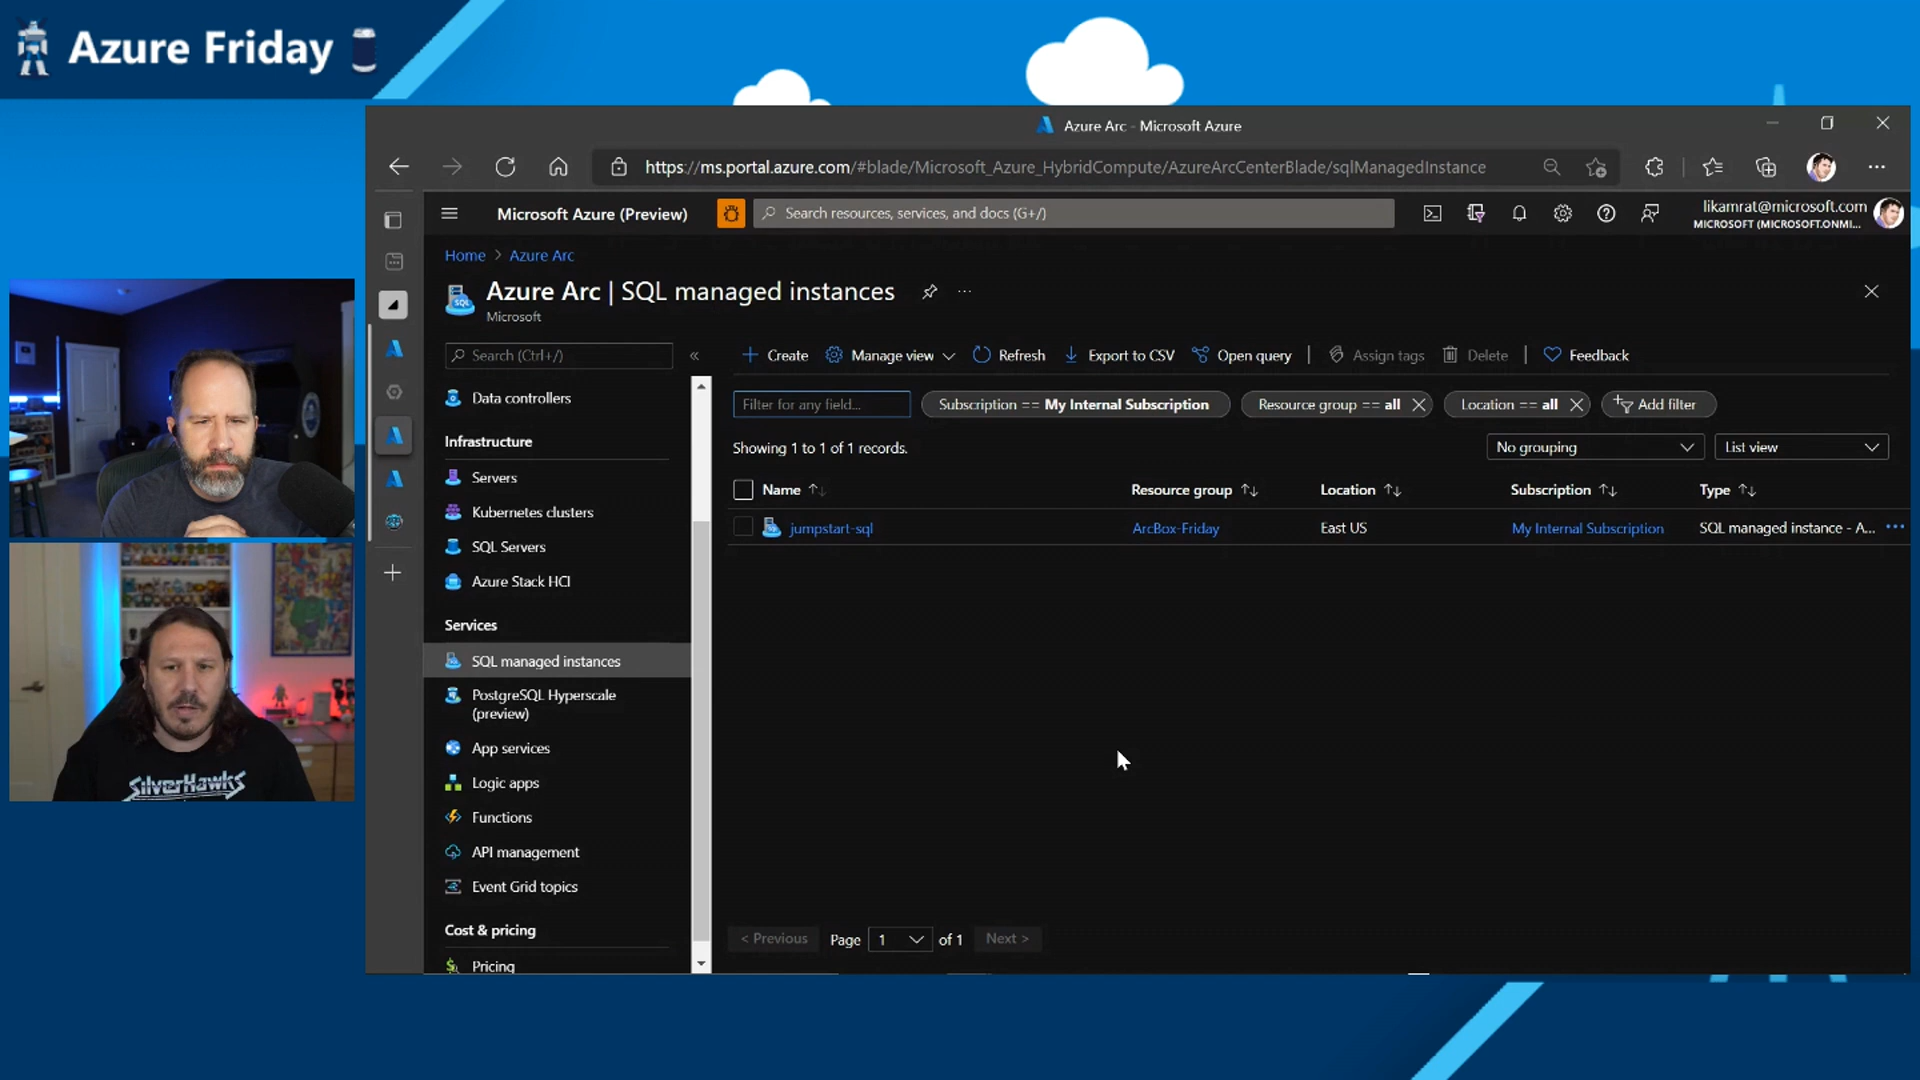 Azure Friday
Azure Arc - Microsoft Azure
https://ms.portal.azure.com/#blade/Microsoft_Azure_HybridCompute/AzureArcCenterBlade/sqlManagedInstance
Microsoft Azure (Preview)
Search resources, services, and docs (G+/)
likamrat@microsoft.com
MICROSOFT (MICROSOFT.ONMI...
Home > Azure Arc
Azure Arc | SQL managed instances
Microsoft
Search (Ctrl+/)
«
Create
Manage view
Refresh
Export to CSV
Open query
Assign tags
Delete
Feedback
Data controllers
Infrastructure
Servers
Kubernetes clusters
SQL Servers
Azure Stack HCI
Services
SQL managed instances
PostgreSQL Hyperscale
(preview)
App services
Logic apps
Functions
API management
Event Grid topics
Cost & pricing
Pricing
Filter for any field...
Subscription == My Internal Subscription
Resource group == all
Location == all
Add filter
Showing 1 to 1 of 1 records.
No grouping
List view
Name
Resource group
Location
Subscription
Type
jumpstart-sql
ArcBox-Friday
East US
My Internal Subscription
SQL managed instance - A...
< Previous
Page 1 of 1
Next >
SilverHawks